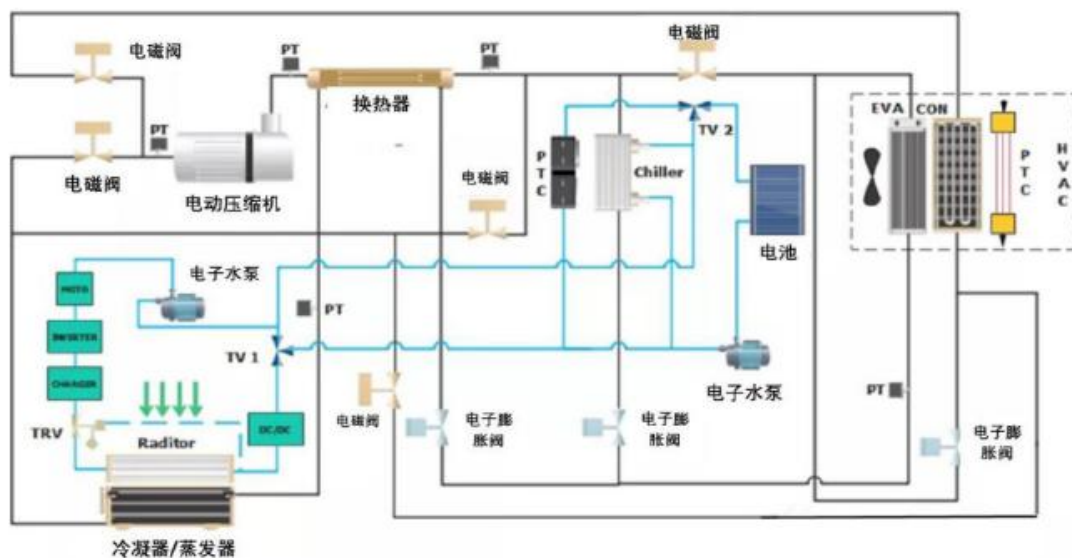 电磁阀
PT
PT
电磁阀
换热器
PT
EVA
CON
TV 2
电磁阀
PTC
Chiller
电磁阀
PTC
HVAC
电动压缩机
电池
电子水泵
MOTO
PT
INVERTER
TV 1
CHARGER
电子水泵
PT
电磁阀
电子膨
胀阀
电子膨
胀阀
电子膨
胀阀
TRV
Raditor
DC/DC
冷凝器/蒸发器